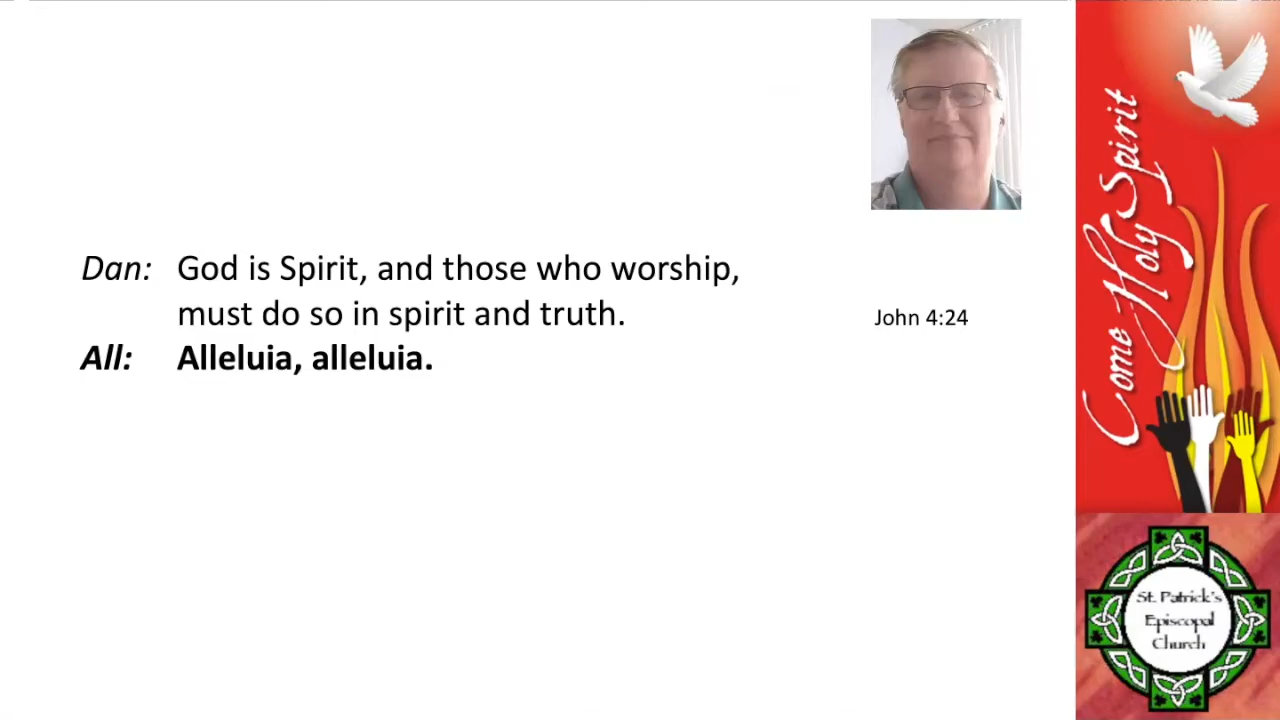 Dan: God is Spirit, and those who worship,
must do so in spirit and truth.
John 4:24
All: Alleluia, alleluia.
Come Holy Spirit
St. Patrick's
Episcopal
Church